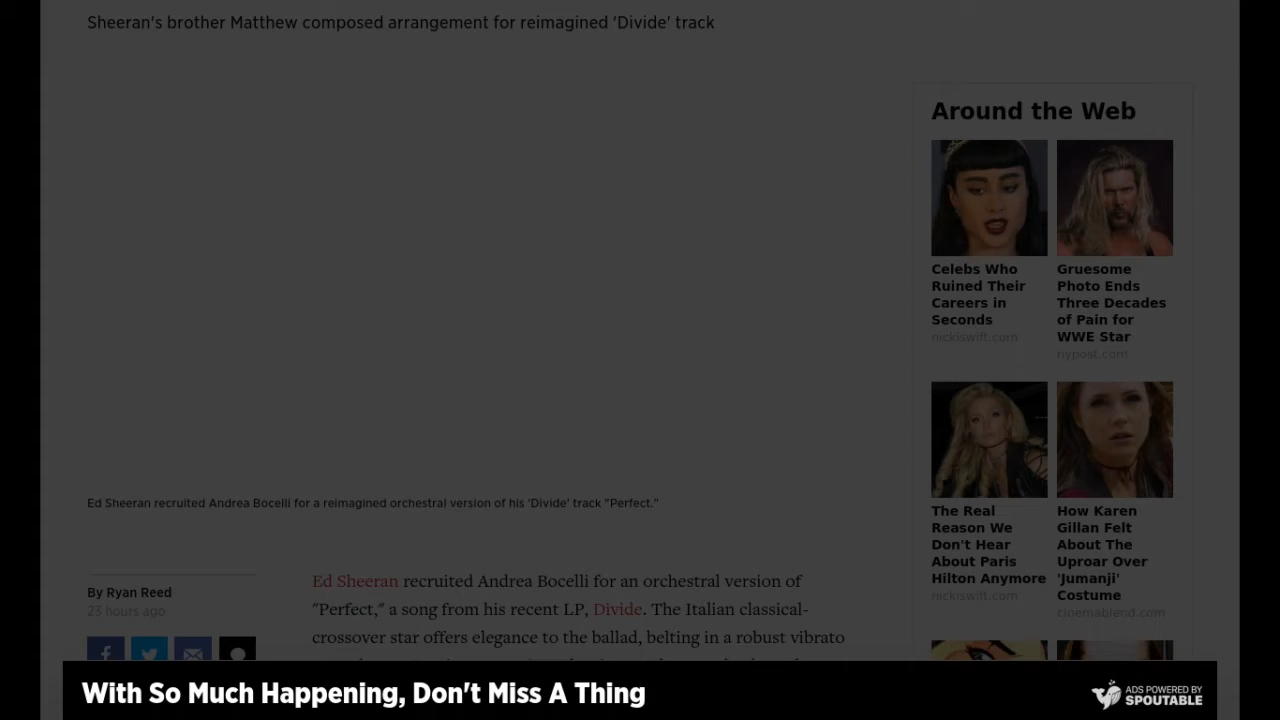 Sheeran's brother Matthew composed arrangement for reimagined 'Divide' track
Around the Web
Celebs Who
Ruined Their
Careers in
Seconds
nickiswift.com
Gruesome
Photo Ends
Three Decades
of Pain for
WWE Star
nypost.com
The Real
Reason We
Don't Hear
About Paris
Hilton Anymore
nickiswift.com
How Karen
Gillan Felt
About The
Uproar Over
'Jumanji'
Costume
cinemablend.com
Ed Sheeran recruited Andrea Bocelli for a reimagined orchestral version of his 'Divide' track "Perfect."
By Ryan Reed
23 hours ago
Ed Sheeran recruited Andrea Bocelli for an orchestral version of
"Perfect," a song from his recent LP, Divide. The Italian classical-
crossover star offers elegance to the ballad, belting in a robust vibrato
With So Much Happening, Don't Miss A Thing
ADS POWERED BY
SPOUTABLE